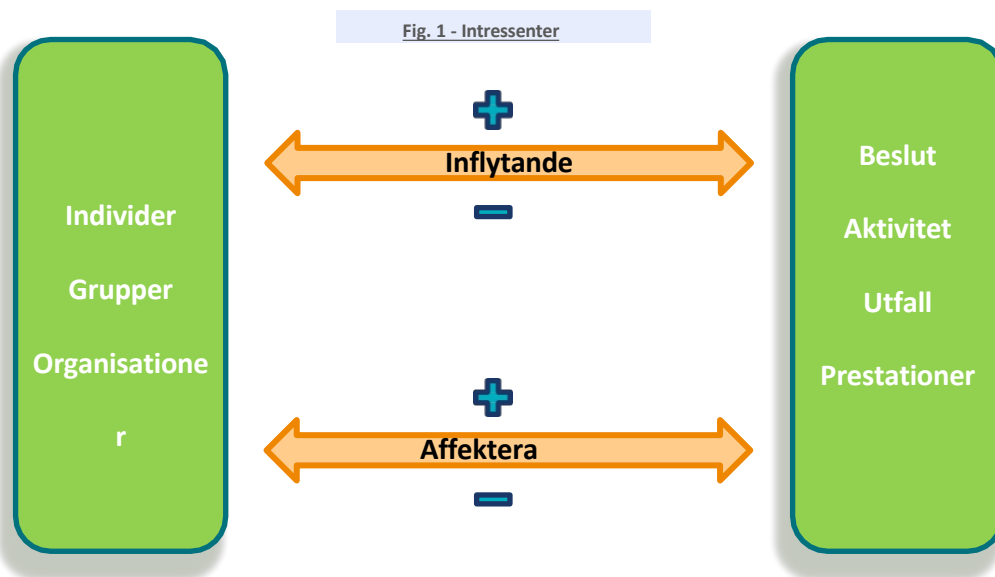 Fig. 1 - Intressenter
Individer
Grupper
Organisatione
r
Inflytande
Affektera
Beslut
Aktivitet
Utfall
Prestationer